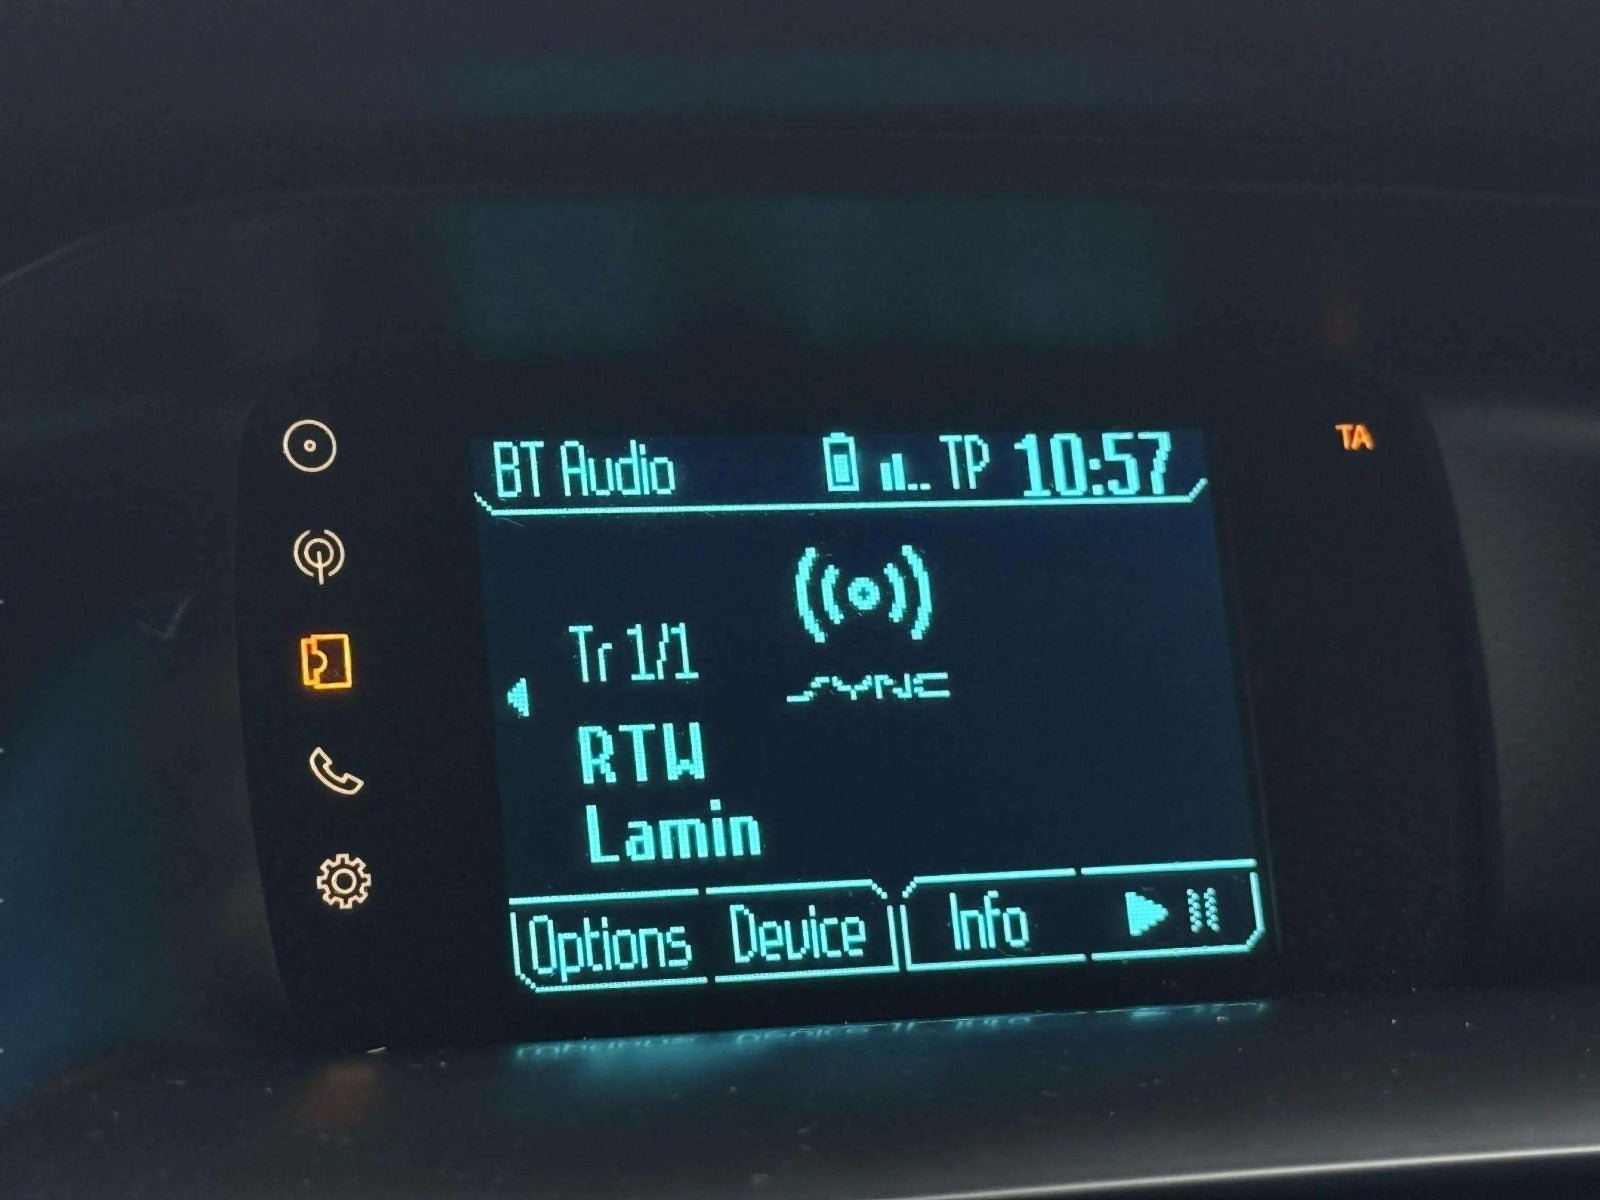 BT Audio TP 10:57
TA
Tr 1/1
SYNC
RTW
Lamin
Options Device Info